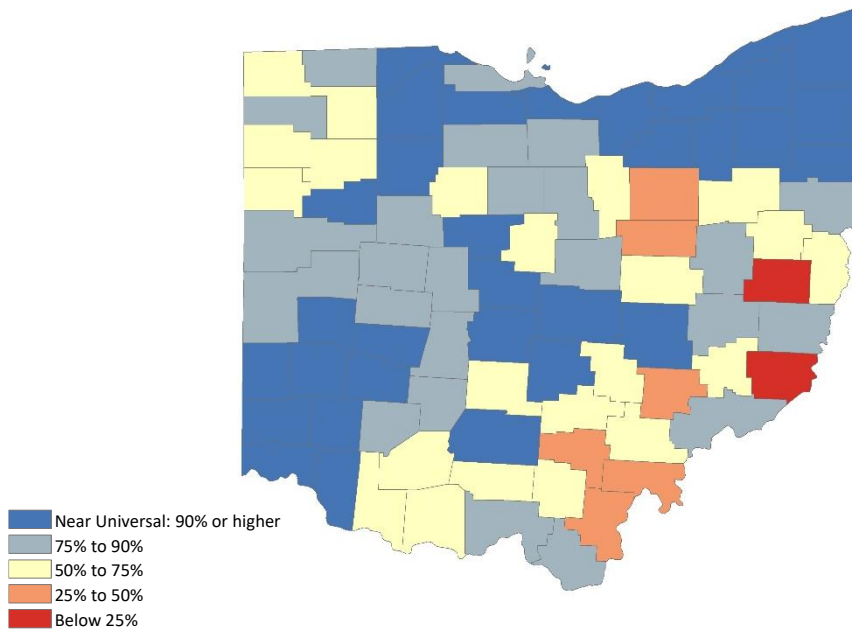 Near Universal: 90% or higher
75% to 90%
50% to 75%
25% to 50%
Below 25%